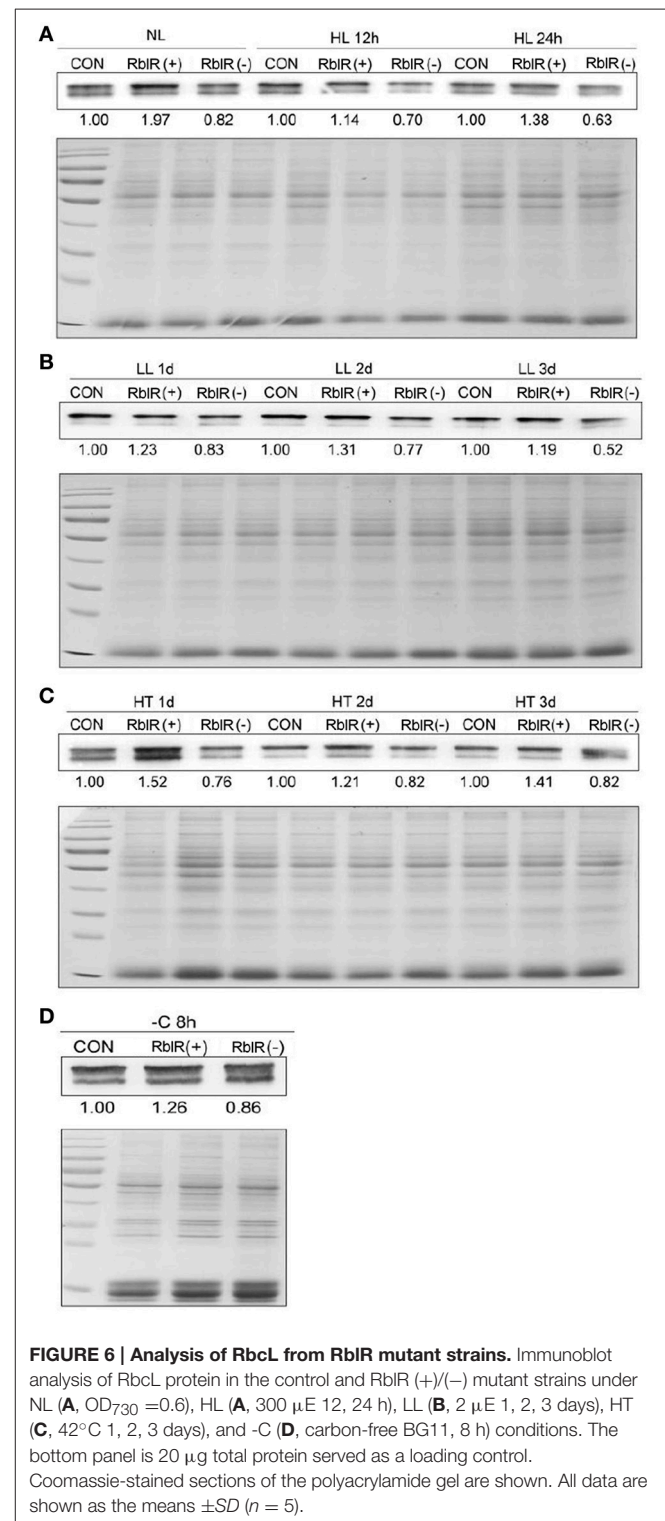 A
NL HL 12h HL 24h
CON RblR (+) RblR (-) CON RblR (+) RblR (-) CON RblR (+) RblR (-)
1.00 1.97 0.82 1.00 1.14 0.70 1.00 1.38 0.63
B
LL 1d LL 2d LL 3d
CON RblR (+) RblR (-) CON RblR (+) RblR (-) CON RblR (+) RblR (-)
1.00 1.23 0.83 1.00 1.31 0.77 1.00 1.19 0.52
C
HT 1d HT 2d HT 3d
CON RblR (+) RblR (-) CON RblR (+) RblR (-) CON RblR (+) RblR (-)
1.00 1.52 0.76 1.00 1.21 0.82 1.00 1.41 0.82
D
-C 8h
CON RblR (+) RblR (-)
1.00 1.26 0.86
FIGURE 6 | Analysis of RbcL from RblR mutant strains. Immunoblot
analysis of RbcL protein in the control and RblR (+)/(−) mutant strains under
NL (A, OD730 =0.6), HL (A, 300 μE 12, 24 h), LL (B, 2 μE 1, 2, 3 days), HT
(C, 42°C 1, 2, 3 days), and -C (D, carbon-free BG11, 8 h) conditions. The
bottom panel is 20 μg total protein served as a loading control.
Coomassie-stained sections of the polyacrylamide gel are shown. All data are
shown as the means ±SD (n = 5).